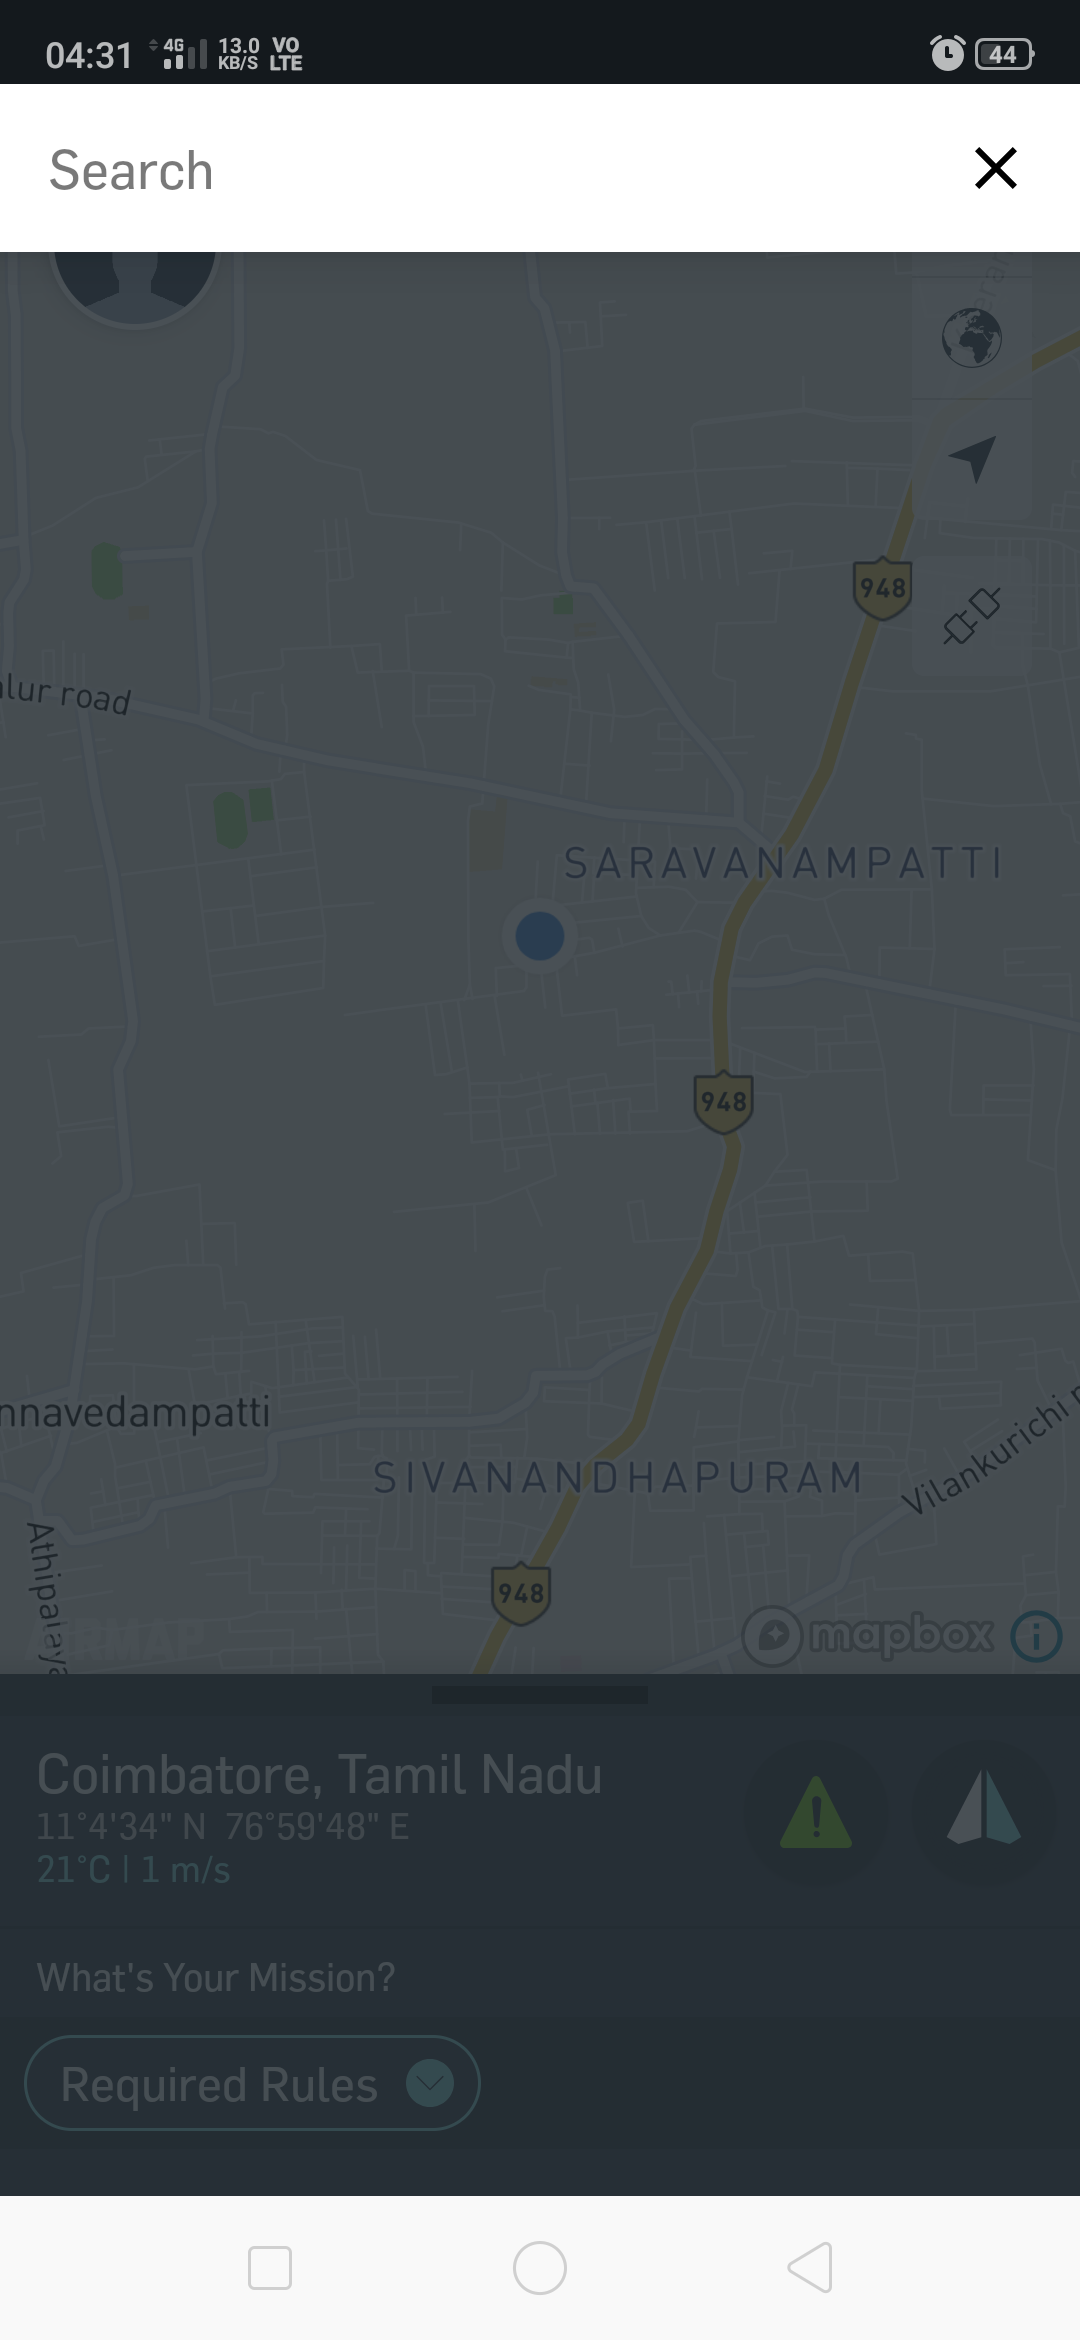 04:31 4G 13.0 KB/S VO LTE 44
Search
948
lur road
SARAVANAMPATTI
948
nnavedampatti
SIVANANDHAPURAM
Vilankurichi
948
AIRMAP
mapbox
Coimbatore, Tamil Nadu
11°4'34" N 76°59'48" E
21°C | 1 m/s
What's Your Mission?
Required Rules